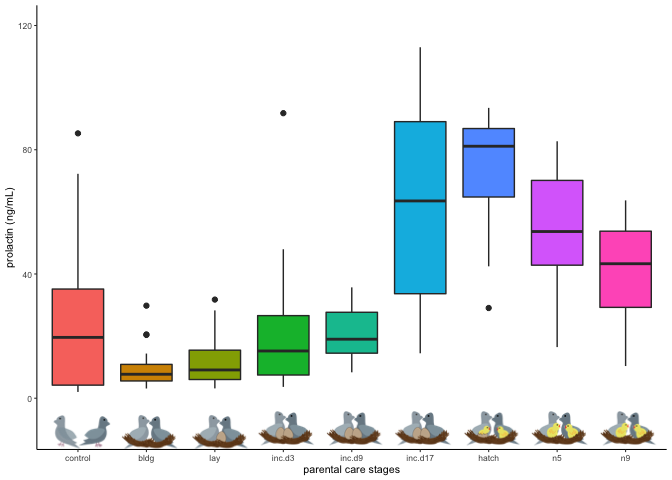 120
80
40
0
prolactin (ng/mL)
control bldg lay inc.d3 inc.d9 inc.d17 hatch n5 n9
parental care stages